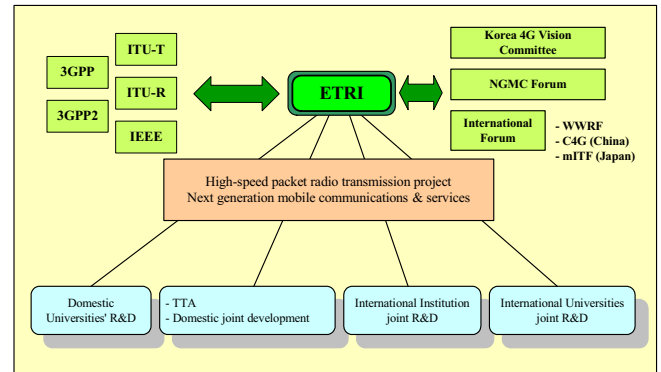 ITU-T
3GPP
ITU-R
3GPP2
IEEE
ETRI
Korea 4G Vision
Committee
NGMC Forum
International
Forum
- WWRF
- C4G (China)
- mITF (Japan)
High-speed packet radio transmission project
Next generation mobile communications & services
Domestic
Universities' R&D
- TTA
- Domestic joint development
International Institution
joint R&D
International Universities
joint R&D